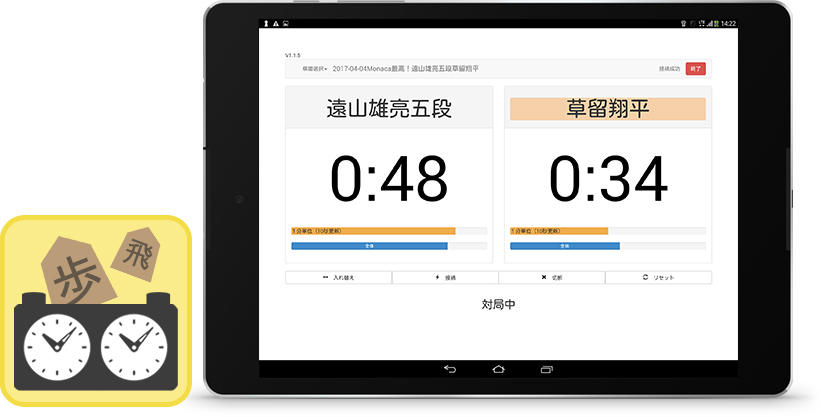 14:22
V1.1.5
棋譜選択 2017-04-04Monaca最高！遠山雄亮五段草留翔平 接続成功 終了
遠山雄亮五段 草留翔平
0:48 0:34
1分単位（10秒更新） 1分単位（10秒更新）
全体 全体
入れ替え 接続 切断 リセット
対局中
飛
歩